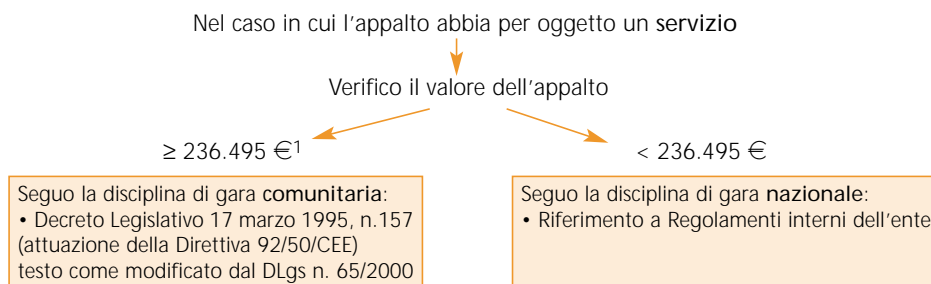 Nel caso in cui l'appalto abbia per oggetto un servizio
Verifico il valore dell'appalto
≥ 236.495 €1
< 236.495 €
Seguo la disciplina di gara comunitaria:
• Decreto Legislativo 17 marzo 1995, n.157
(attuazione della Direttiva 92/50/CEE)
testo come modificato dal DLgs n. 65/2000
Seguo la disciplina di gara nazionale:
• Riferimento a Regolamenti interni dell'ente